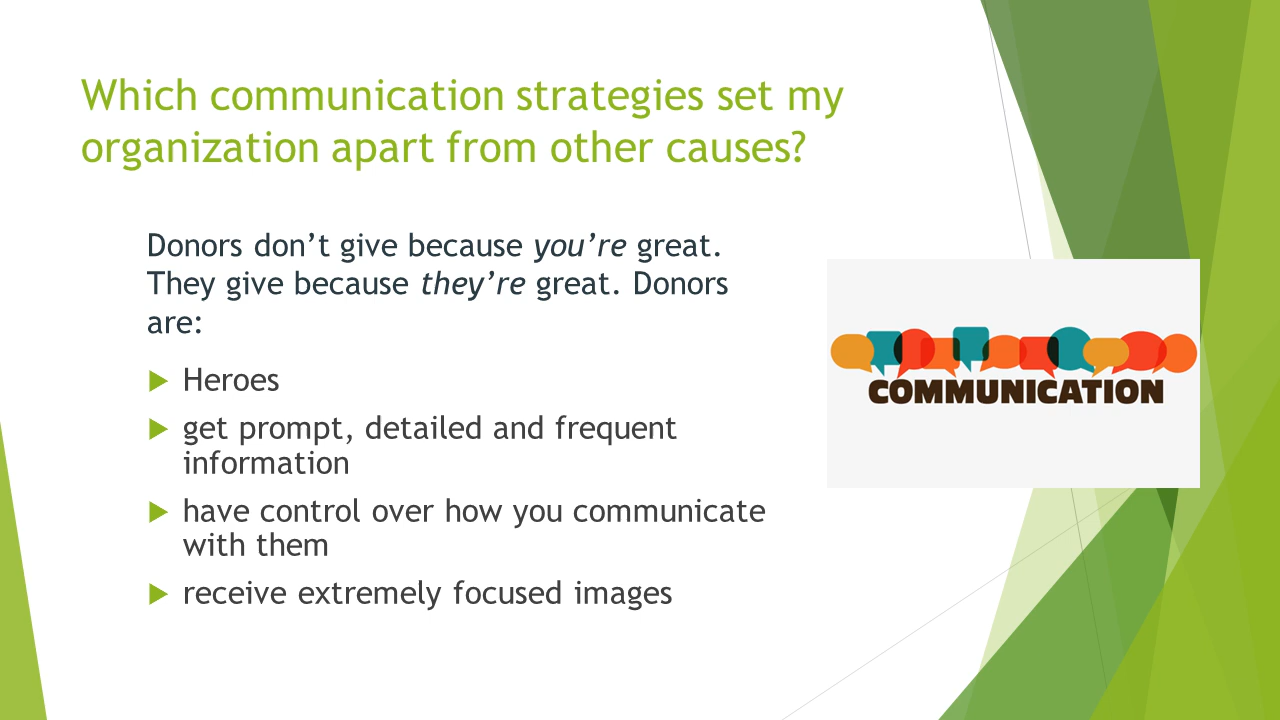 Which communication strategies set my
organization apart from other causes?
Donors don’t give because you’re great.
They give because they’re great. Donors
are:
Heroes
get prompt, detailed and frequent
information
have control over how you communicate
with them
receive extremely focused images
COMMUNICATION